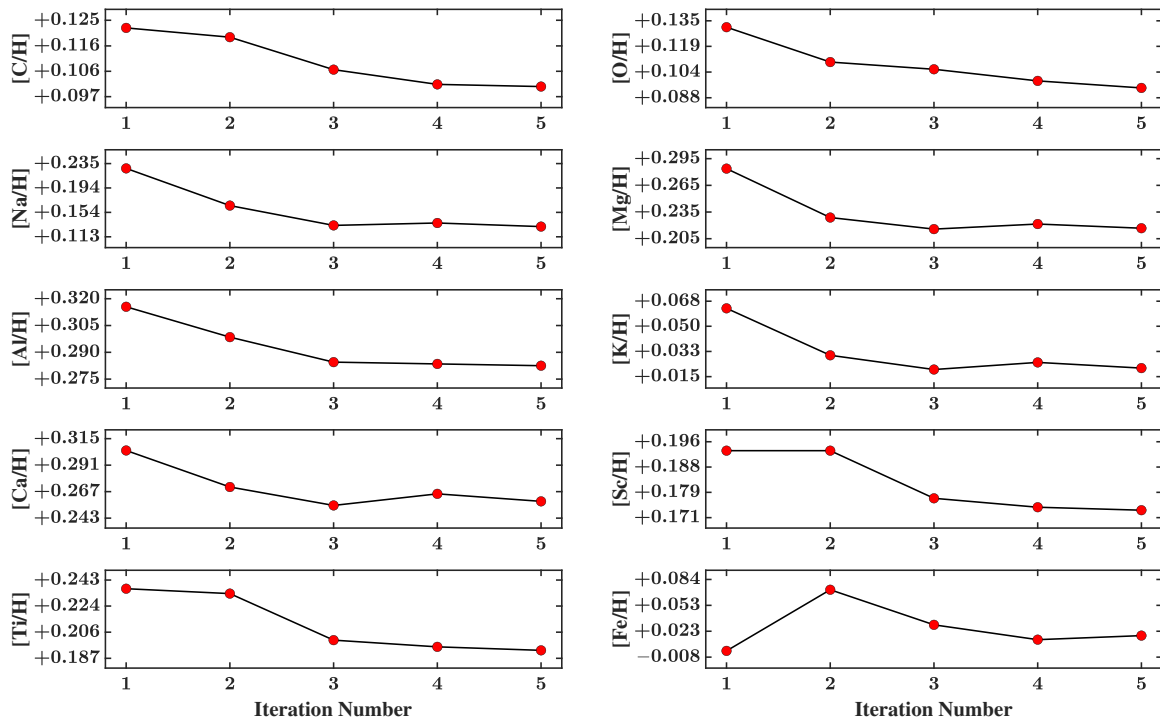 [C/H]
+0.125
+0.116
+0.106
+0.097
1 2 3 4 5
[O/H]
+0.135
+0.119
+0.104
+0.088
1 2 3 4 5
[Na/H]
+0.235
+0.194
+0.154
+0.113
1 2 3 4 5
[Mg/H]
+0.295
+0.265
+0.235
+0.205
1 2 3 4 5
[Al/H]
+0.320
+0.305
+0.290
+0.275
1 2 3 4 5
[K/H]
+0.068
+0.050
+0.033
+0.015
1 2 3 4 5
[Ca/H]
+0.315
+0.291
+0.267
+0.243
1 2 3 4 5
[Sc/H]
+0.196
+0.188
+0.179
+0.171
1 2 3 4 5
[Ti/H]
+0.243
+0.224
+0.206
+0.187
1 2 3 4 5
Iteration Number
[Fe/H]
+0.084
+0.053
+0.023
−0.008
1 2 3 4 5
Iteration Number